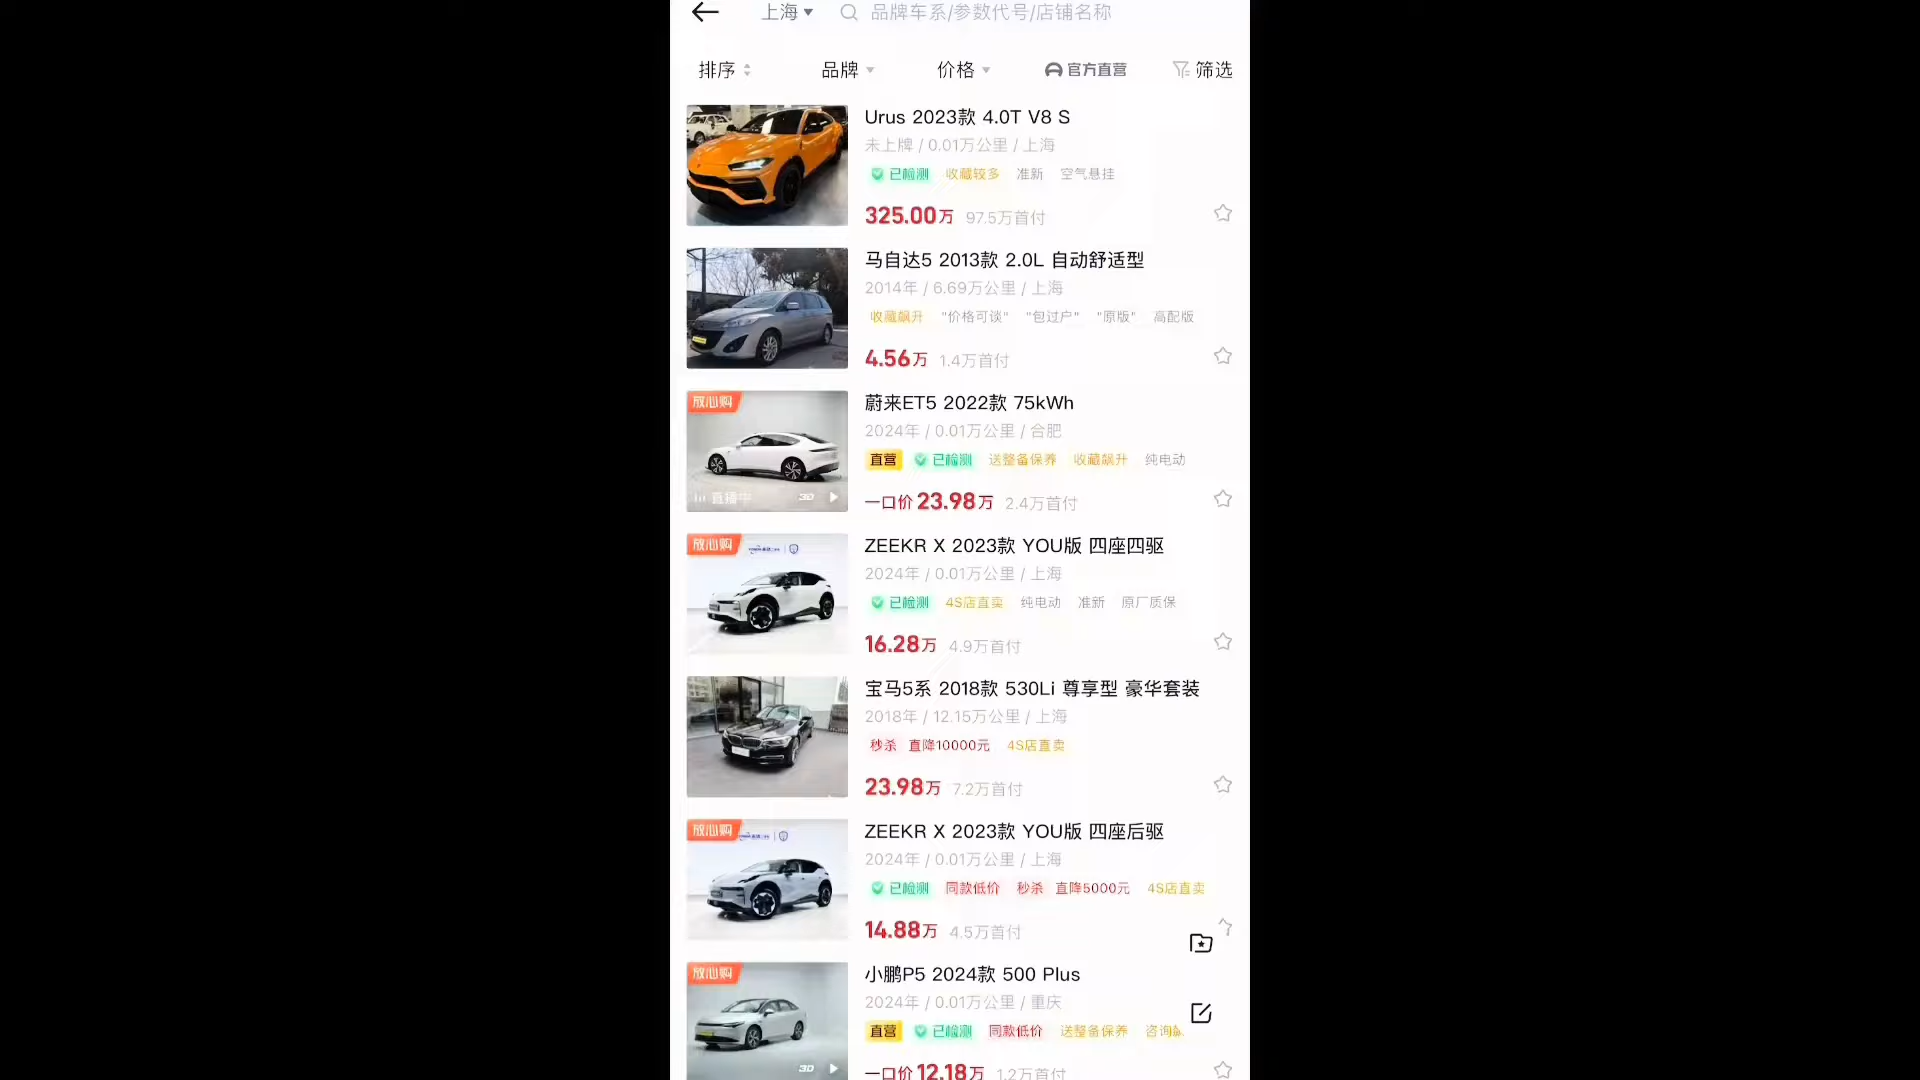 上海
品牌车系/参数代号/店铺名称
排序 品牌 价格 官方直营 筛选
Urus 2023款 4.0T V8 S
未上牌 / 0.01万公里 / 上海
已检测 收藏较多 准新 空气悬挂
325.00万 97.5万首付
马自达5 2013款 2.0L 自动舒适型
2014年 / 6.69万公里 / 上海
收藏飙升 "价格可谈" "包过户" "原版" 高配版
4.56万 1.4万首付
放心购
蔚来ET5 2022款 75kWh
2024年 / 0.01万公里 / 合肥
直营 已检测 送整备保养 收藏飙升 纯电动
直播中 3D
一口价 23.98万 2.4万首付
放心购
ZEEKR X 2023款 YOU版 四座四驱
2024年 / 0.01万公里 / 上海
已检测 4S店直卖 纯电动 准新 原厂质保
16.28万 4.9万首付
宝马5系 2018款 530Li 尊享型 豪华套装
2018年 / 12.15万公里 / 上海
秒杀 直降10000元 4S店直卖
23.98万 7.2万首付
放心购
ZEEKR X 2023款 YOU版 四座后驱
2024年 / 0.01万公里 / 上海
已检测 同款低价 秒杀 直降5000元 4S店直卖
14.88万 4.5万首付
放心购
小鹏P5 2024款 500 Plus
2024年 / 0.01万公里 / 重庆
直营 已检测 同款低价 送整备保养 咨询
3D
一口价 12.18万 1.2万首付